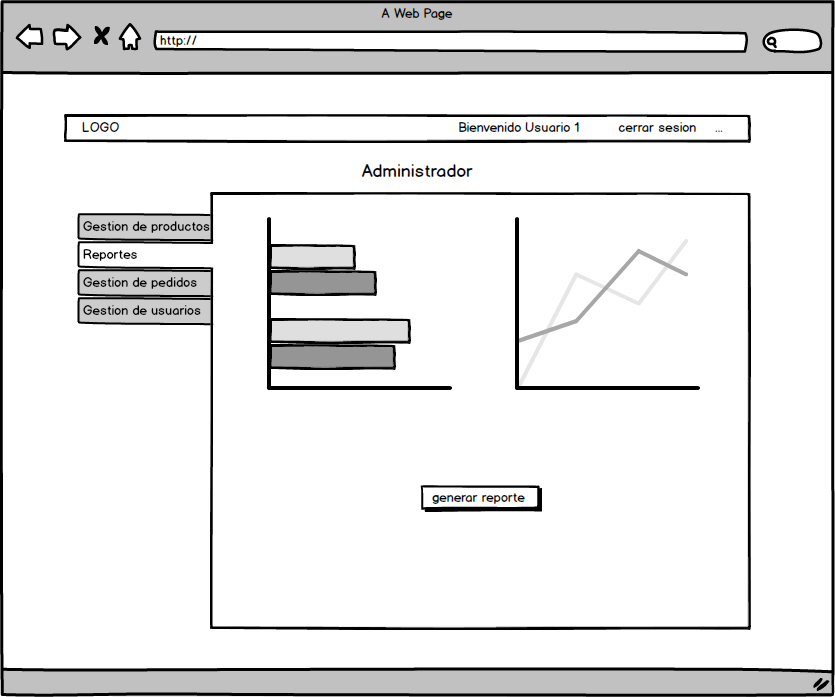 A Web Page
http://
LOGO Bienvenido Usuario 1 cerrar sesion ...
Administrador
Gestion de productos
Reportes
Gestion de pedidos
Gestion de usuarios
generar reporte